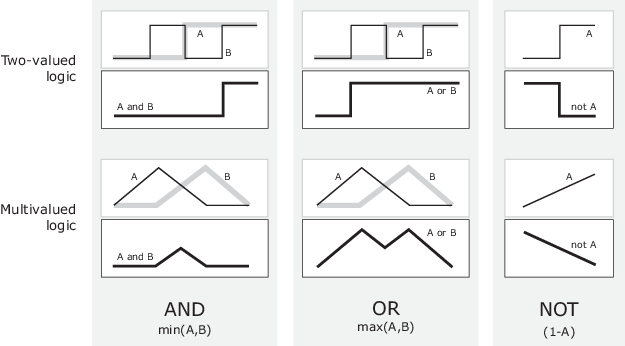 Two-valued
logic
A
B
A and B
A
B
A or B
A
not A
Multivalued
logic
A
B
A and B
A
B
A or B
A
not A
AND
min(A,B)
OR
max(A,B)
NOT
(1-A)